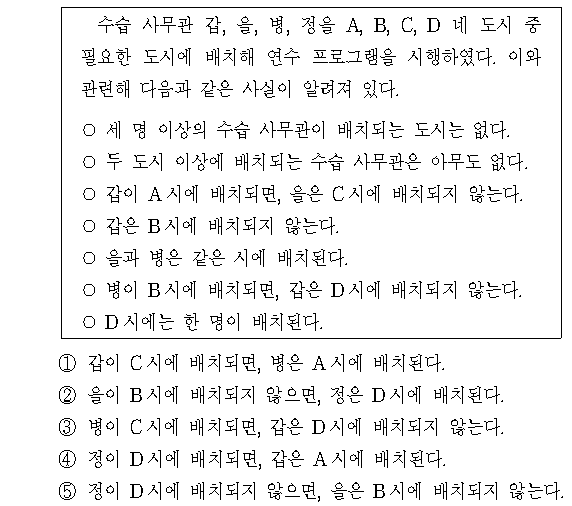 수습 사무관 갑, 을, 병, 정을 A, B, C, D 네 도시 중
필요한 도시에 배치해 연수 프로그램을 시행하였다. 이와
관련해 다음과 같은 사실이 알려져 있다.
○ 세 명 이상의 수습 사무관이 배치되는 도시는 없다.
○ 두 도시 이상에 배치되는 수습 사무관은 아무도 없다.
○ 갑이 A시에 배치되면, 을은 C시에 배치되지 않는다.
○ 갑은 B시에 배치되지 않는다.
○ 을과 병은 같은 시에 배치된다.
○ 병이 B시에 배치되면, 갑은 D시에 배치되지 않는다.
○ D시에는 한 명이 배치된다.
① 갑이 C시에 배치되면, 병은 A시에 배치된다.
② 을이 B시에 배치되지 않으면, 정은 D시에 배치된다.
③ 병이 C시에 배치되면, 갑은 D시에 배치되지 않는다.
④ 정이 D시에 배치되면, 갑은 A시에 배치된다.
⑤ 정이 D시에 배치되지 않으면, 을은 B시에 배치되지 않는다.